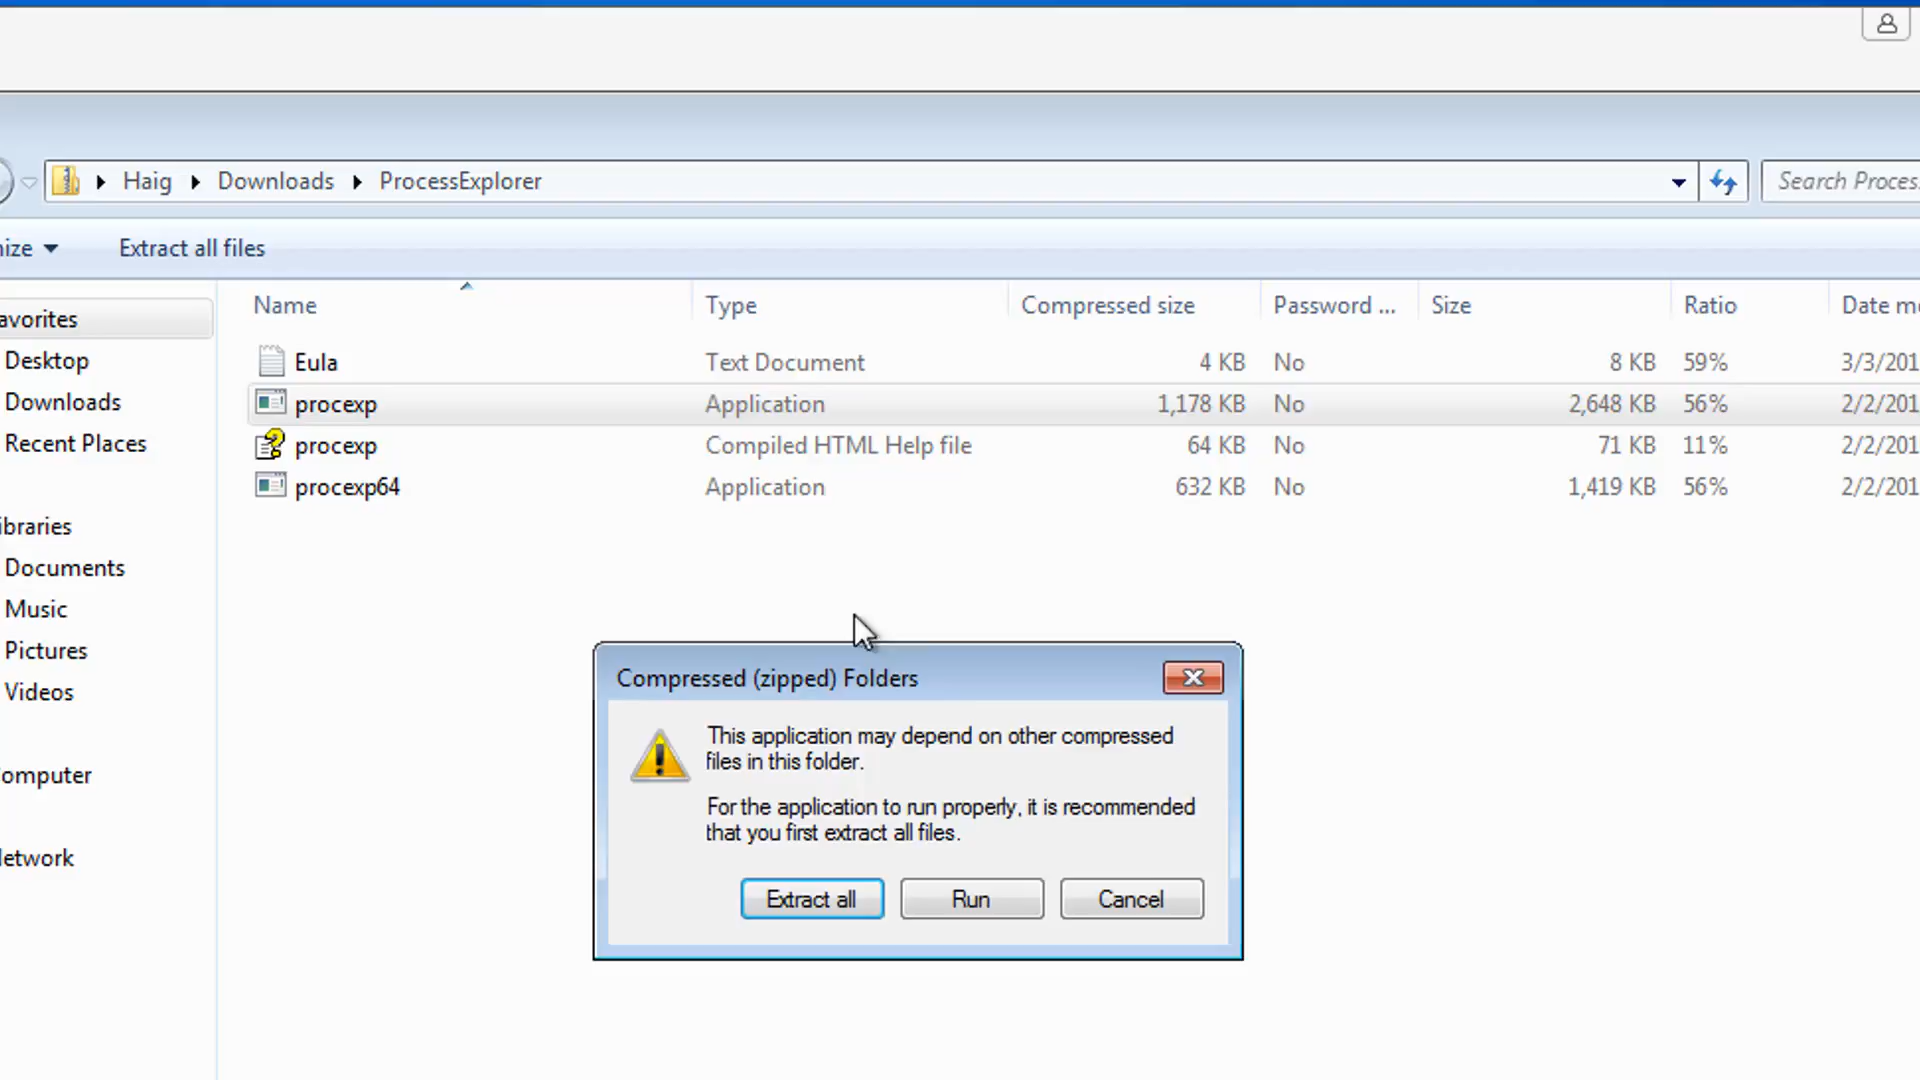 Haig Downloads ProcessExplorer Search Proces
ize Extract all files
Name Type Compressed size Password ... Size Ratio Date m
avorites
Eula Text Document 4 KB No 8 KB 59% 3/3/201
Desktop
procexp Application 1,178 KB No 2,648 KB 56% 2/2/201
Downloads
procexp Compiled HTML Help file 64 KB No 71 KB 11% 2/2/201
Recent Places
procexp64 Application 632 KB No 1,419 KB 56% 2/2/201
ibraries
Documents
Music
Pictures
Videos
omputer
etwork
Compressed (zipped) Folders
This application may depend on other compressed
files in this folder.
For the application to run properly, it is recommended
that you first extract all files.
Extract all Run Cancel